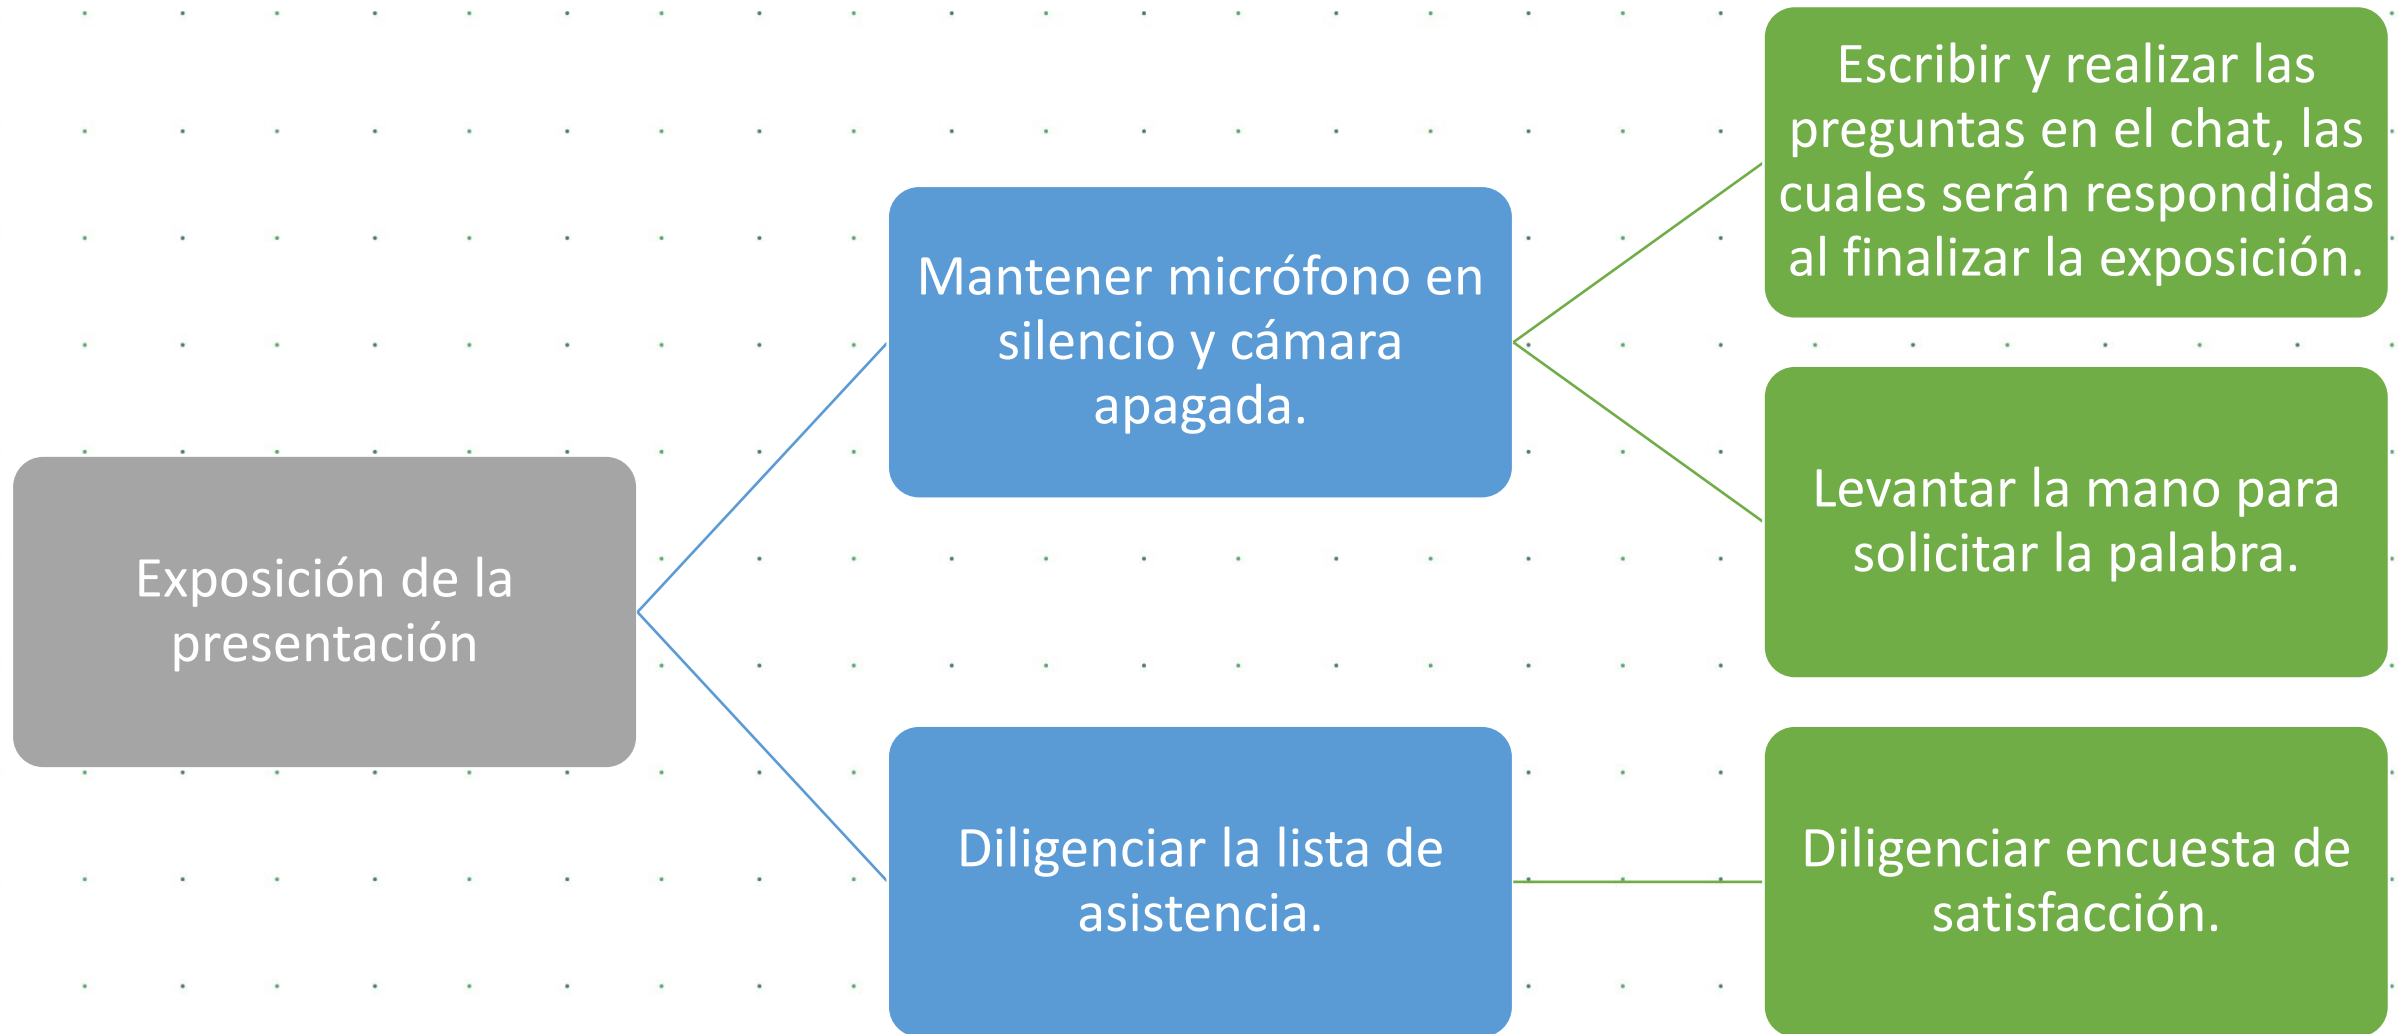 Exposición de la
presentación
Mantener micrófono en
silencio y cámara
apagada.
Escribir y realizar las
preguntas en el chat, las
cuales serán respondidas
al finalizar la exposición.
Levantar la mano para
solicitar la palabra.
Diligenciar la lista de
asistencia.
Diligenciar encuesta de
satisfacción.